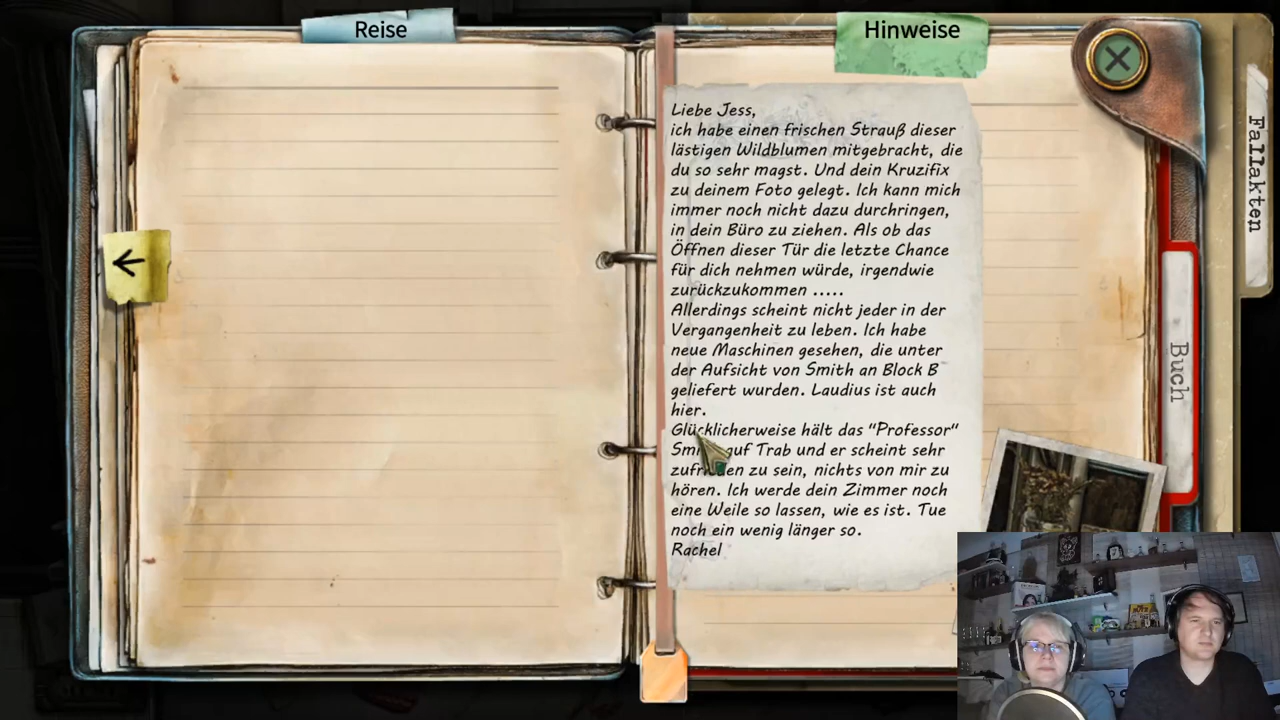 Reise
Hinweise
Liebe Jess,
ich habe einen frischen Strauß dieser
lästigen Wildblumen mitgebracht, die
du so sehr magst. Und dein Kruzifix
zu deinem Foto gelegt. Ich kann mich
immer noch nicht dazu durchringen,
in dein Büro zu ziehen. Als ob das
Öffnen dieser Tür die letzte Chance
für dich nehmen würde, irgendwie
zurückzukommen .....
Allerdings scheint nicht jeder in der
Vergangenheit zu leben. Ich habe
neue Maschinen gesehen, die unter
der Aufsicht von Smith an Block B
geliefert wurden. Laudius ist auch
hier.
Glücklicherweise hält das "Professor"
auf Trab und er scheint sehr
zu sein, nichts von mir zu
hören. Ich werde dein Zimmer noch
eine Weile so lassen, wie es ist. Tue
noch ein wenig länger so.
Rachel
Fallakten
Buch